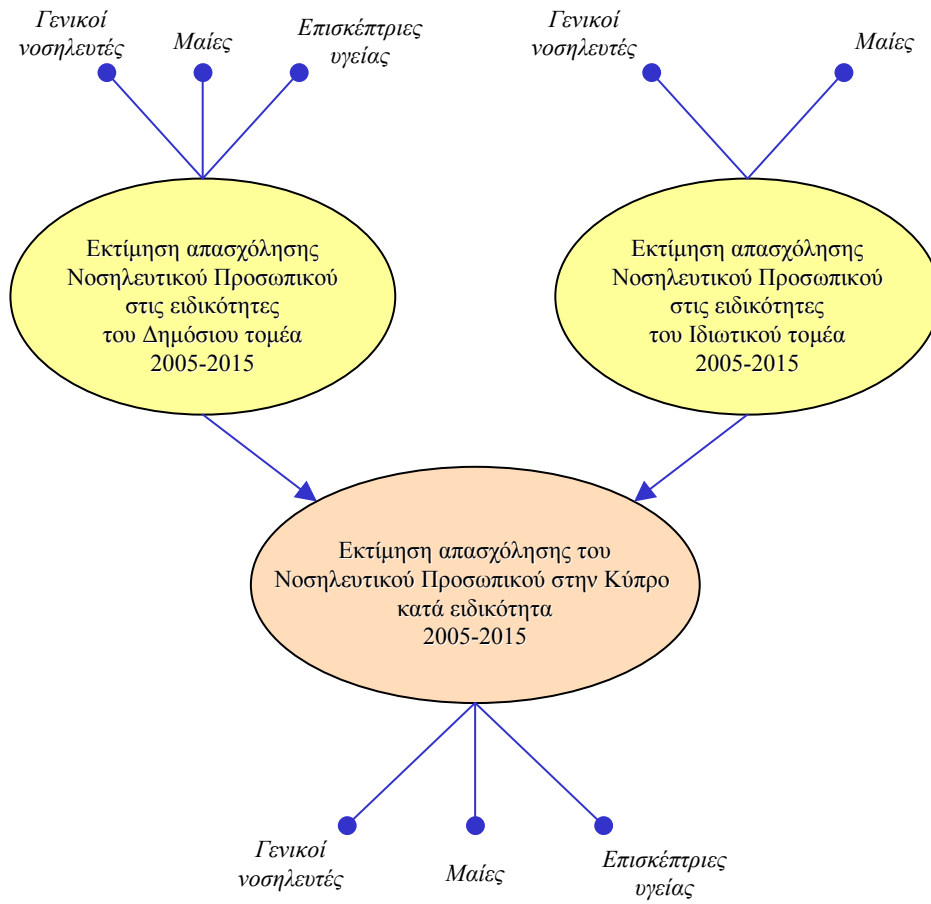 Γενικοί
νοσηλευτές
Μαίες
Επισκέπτριες
υγείας
Γενικοί
νοσηλευτές
Μαίες
Εκτίμηση απασχόλησης
Νοσηλευτικού Προσωπικού
στις ειδικότητες
του Δημόσιου τομέα
2005-2015
Εκτίμηση απασχόλησης
Νοσηλευτικού Προσωπικού
στις ειδικότητες
του Ιδιωτικού τομέα
2005-2015
Εκτίμηση απασχόλησης του
Νοσηλευτικού Προσωπικού στην Κύπρο
κατά ειδικότητα
2005-2015
Γενικοί
νοσηλευτές
Μαίες
Επισκέπτριες
υγείας